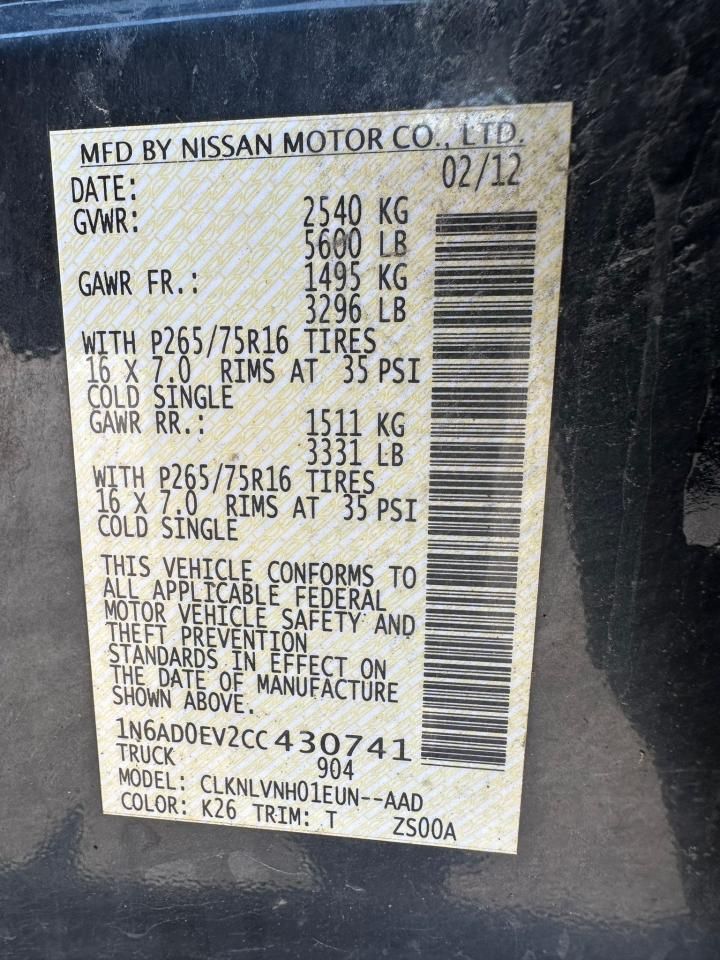 MFD BY NISSAN MOTOR CO., LTD.
DATE: 02/12
GVWR: 2540 KG
5600 LB
GAWR FR.: 1495 KG
3296 LB
WITH P265/75R16 TIRES
16 X 7.0 RIMS AT 35 PSI
COLD SINGLE
GAWR RR.: 1511 KG
3331 LB
WITH P265/75R16 TIRES
16 X 7.0 RIMS AT 35 PSI
COLD SINGLE
THIS VEHICLE CONFORMS TO
ALL APPLICABLE FEDERAL
MOTOR VEHICLE SAFETY AND
THEFT PREVENTION
STANDARDS IN EFFECT ON
THE DATE OF MANUFACTURE
SHOWN ABOVE.
1N6AD0EV2CC430741
TRUCK 904
MODEL: CLKNLVNH01EUN--AAD
COLOR: K26 TRIM: T ZS00A